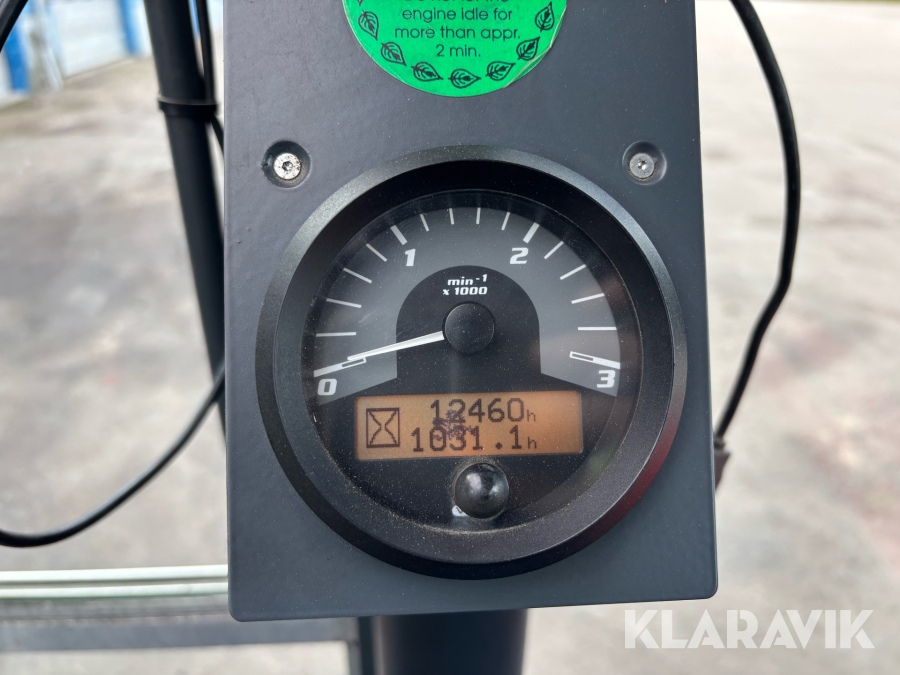 engine idle for
more than appr.
2 min.
1 2
min⁻¹
x 1000
0 3
12460h
1031.1h
KLARAVIK